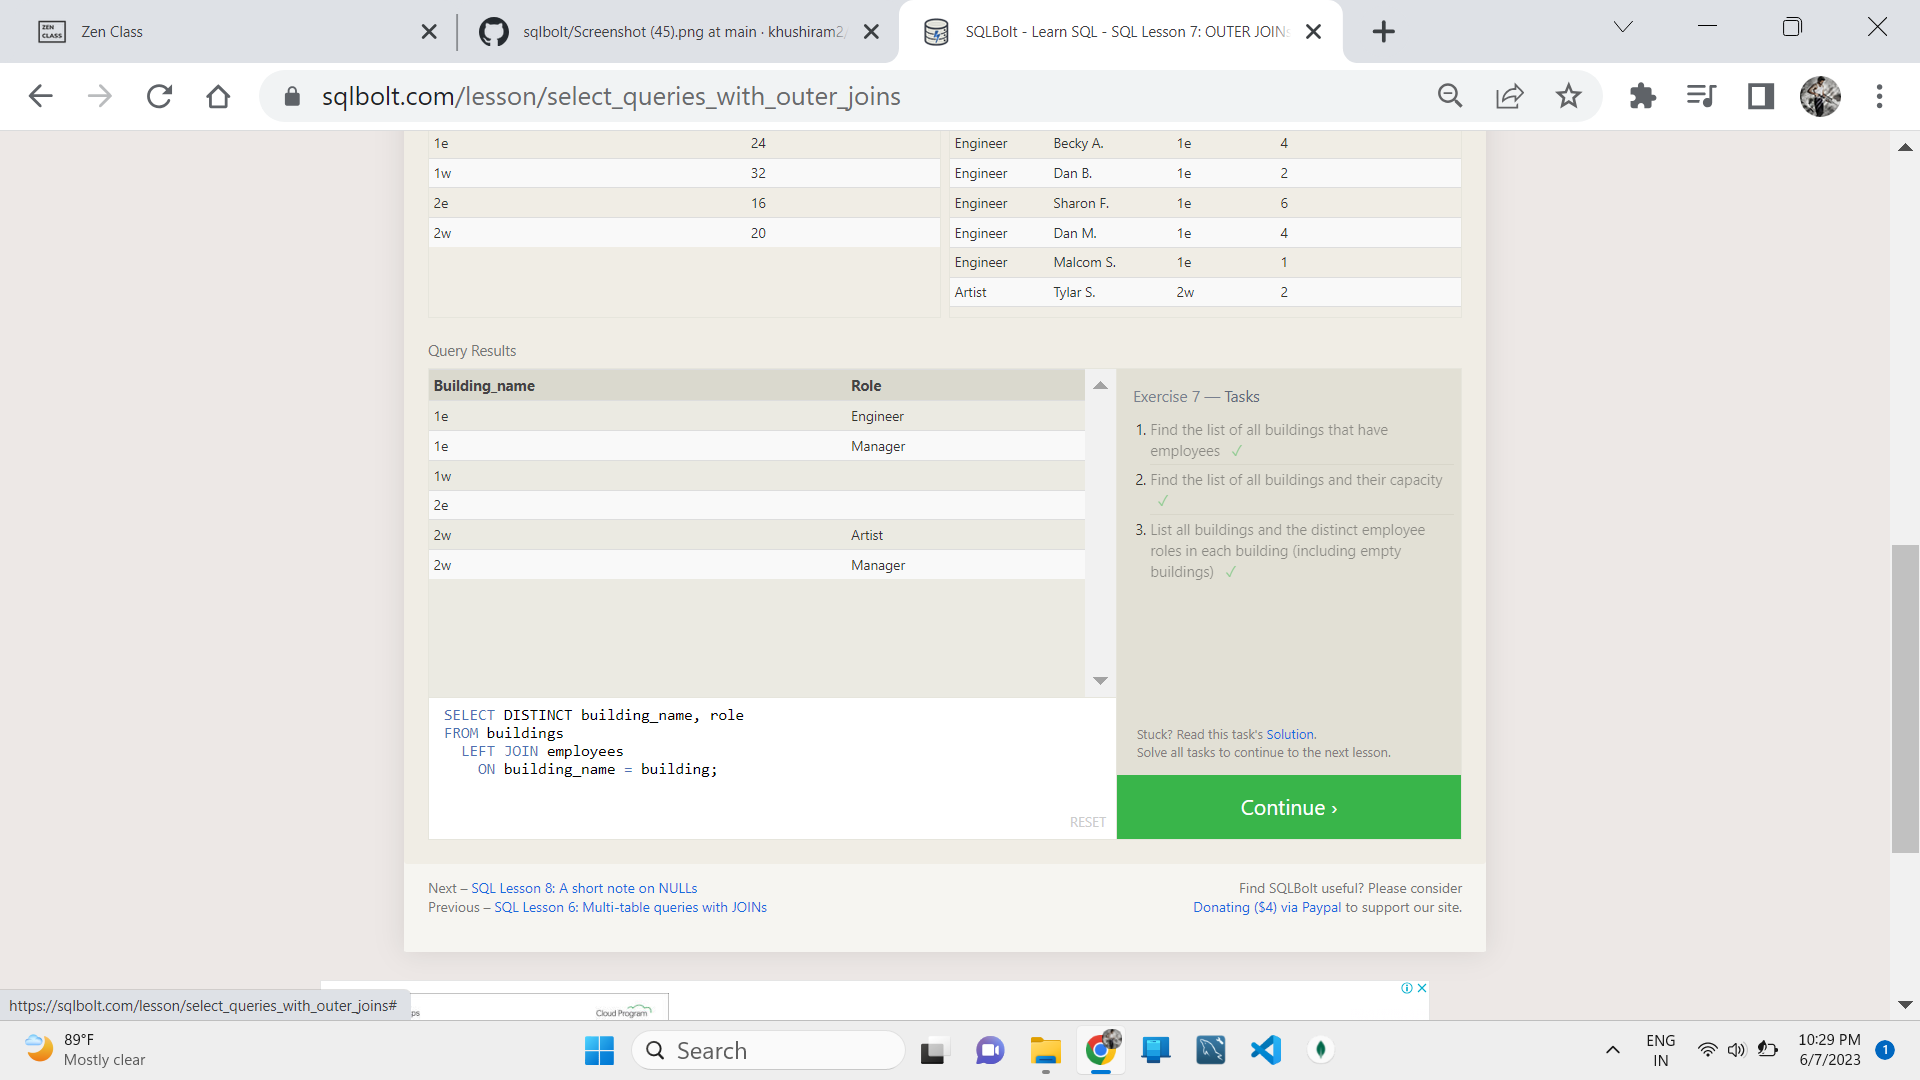 Zen Class
sqlbolt/Screenshot (45).png at main · khushiram2/
SQLBolt - Learn SQL - SQL Lesson 7: OUTER JOINs
sqlbolt.com/lesson/select_queries_with_outer_joins
1e 24
1w 32
2e 16
2w 20
Engineer Becky A. 1e 4
Engineer Dan B. 1e 2
Engineer Sharon F. 1e 6
Engineer Dan M. 1e 4
Engineer Malcom S. 1e 1
Artist Tylar S. 2w 2
Query Results
Building_name Role
1e Engineer
1e Manager
1w
2e
2w Artist
2w Manager
Exercise 7 — Tasks
1. Find the list of all buildings that have
employees ✓
2. Find the list of all buildings and their capacity
✓
3. List all buildings and the distinct employee
roles in each building (including empty
buildings) ✓
Stuck? Read this task's Solution.
Solve all tasks to continue to the next lesson.
Continue ›
SELECT DISTINCT building_name, role
FROM buildings
LEFT JOIN employees
ON building_name = building;
RESET
Next – SQL Lesson 8: A short note on NULLs
Previous – SQL Lesson 6: Multi-table queries with JOINs
Find SQLBolt useful? Please consider
Donating ($4) via Paypal to support our site.
https://sqlbolt.com/lesson/select_queries_with_outer_joins#
ps
Cloud Program
89°F
Mostly clear
Search
ENG
IN
10:29 PM
6/7/2023
1